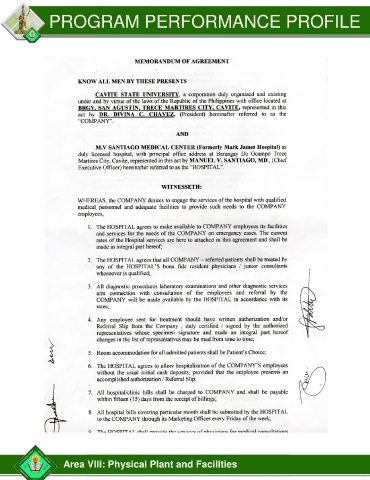 PROGRAM PERFORMANCE PROFILE
MEMORANDUM OF AGREEMENT
KNOW ALL MEN BY THESE PRESENTS
CAVITE STATE UNIVERSITY, a corporation duly organized and existing
under and by virtue of the laws of the Republic of the Philippines with office located at
BRGY. SAN AGUSTIN, TRECE MARTIRES CITY, CAVITE, represented in this
act by DR. DIVINA C. CHAVEZ, (President) hereinafter referred to as the
"COMPANY".
AND
M.V SANTIAGO MEDICAL CENTER (Formerly Mark James Hospital) a
duly licensed hospital, with principal office address at Barangay De Ocampo Trece
Martires City, Cavite, represented in this act by MANUEL V. SANTIAGO, MD., (Chief
Executive Officer) hereinafter referred to as the "HOSPITAL".
WITNESSETH:
WHEREAS, the COMPANY desires to engage the services of the hospital with qualified
medical personnel and adequate facilities to provide such needs to the COMPANY
employees,
1. The HOSPITAL agrees to make available to COMPANY employees its facilities
and services for the needs of the COMPANY on emergency cases. The current
rates of the Hospital services are here to attached in this agreement and shall be
made in integral part hereof;
2. The HOSPITAL agrees that all COMPANY – referred patients shall be treated by
any of the HOSPITAL'S bona fide resident physicians / junior consultants
whosoever is qualified;
3. All diagnostic procedures laboratory examinations and other diagnostic services
aim connection with consultation of the employees and referral by the
COMPANY will be made available by the HOSPITAL in accordance with its
rates;
4. Any employee sent for treatment should have written authorization and/or
Referral Slip from the Company , duly certified / signed by the authorized
representatives whose specimen signature and made an integral part hereof
changes in the list of representatives may be mad from time to time;
5. Room accommodation for all admitted patients shall be Patient's Choice;
6. The HOSPITAL agrees to allow hospitalization of the COMPANY'S employees
without the usual initial cash deposits, provided that the employee presents an
accomplished authorization / Referral Slip;
7. All hospital/clinic bills shall be charged to COMPANY and shall be payable
within fifteen (15) days from the receipt of billings;
8. All hospital bills covering particular month shall be submitted by the HOSPITAL
to the COMPANY through its Marketing Officer every Friday of the week;
9. The HOSPITAL shall provide the services of physicians for medical consultations
Area VIII: Physical Plant and Facilities